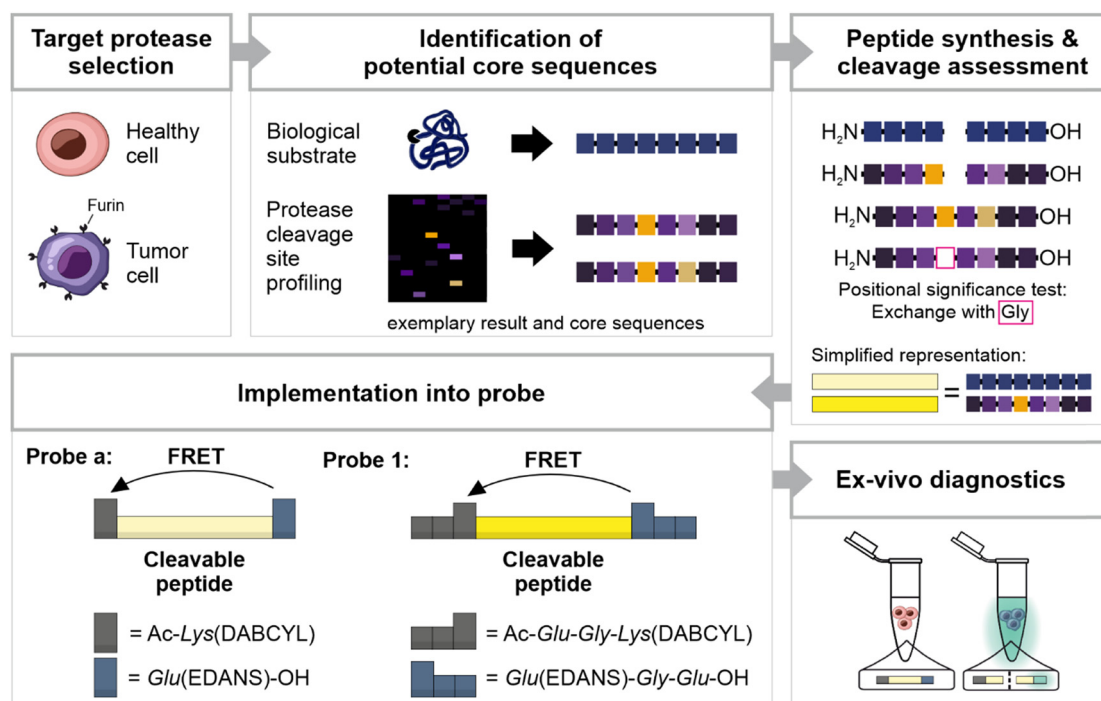 Target protease
selection
Healthy
cell
Furin
Tumor
cell
Identification of
potential core sequences
Biological
substrate
Protease
cleavage
site
profiling
exemplary result and core sequences
Peptide synthesis &
cleavage assessment
H₂N OH
H₂N OH
H₂N OH
H₂N OH
Positional significance test:
Exchange with Gly
Simplified representation:
=
Implementation into probe
Probe a: FRET
Cleavable
peptide
= Ac-Lys(DABCYL)
= Glu(EDANS)-OH
Probe 1: FRET
Cleavable
peptide
= Ac-Glu-Gly-Lys(DABCYL)
= Glu(EDANS)-Gly-Glu-OH
Ex-vivo diagnostics